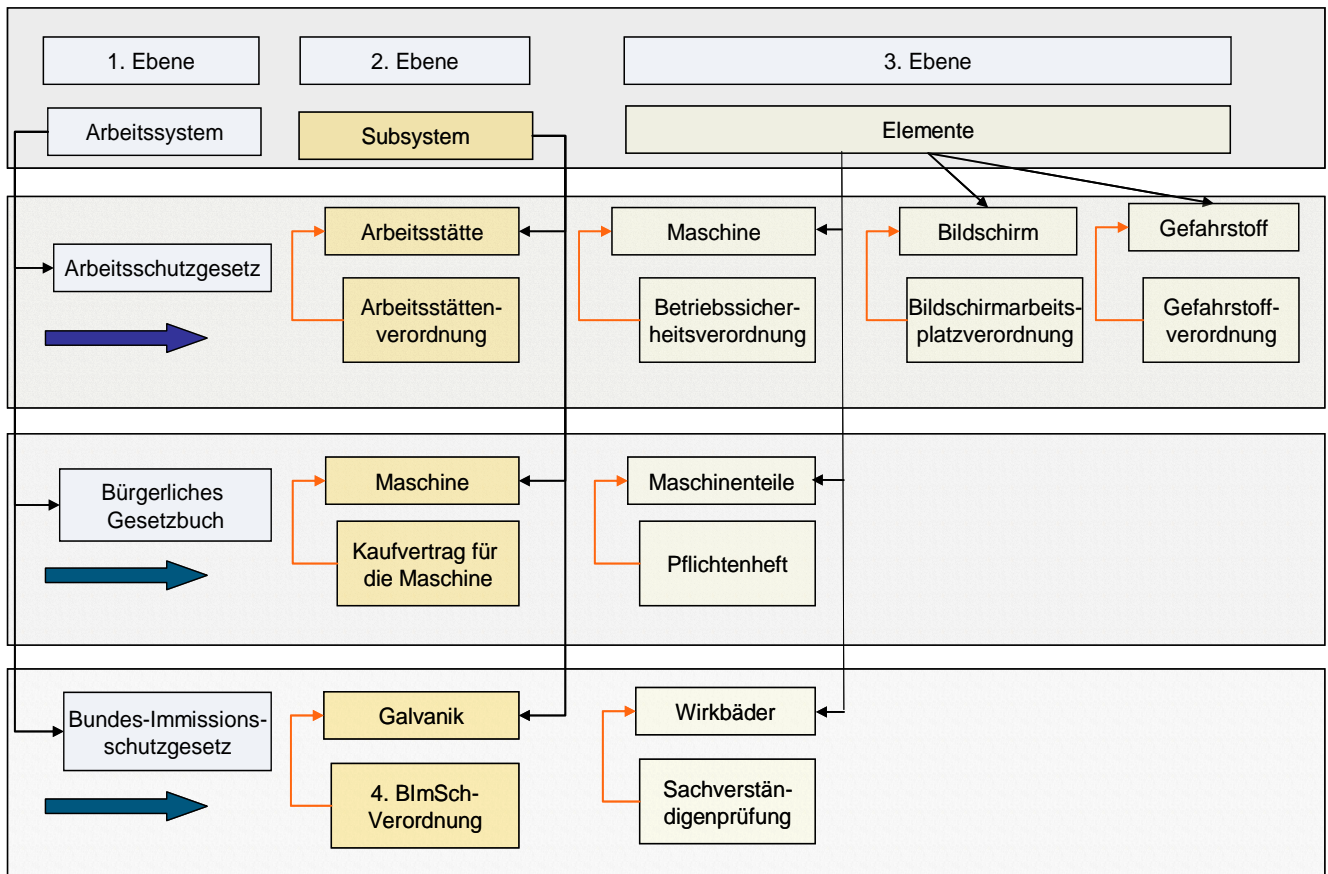 1. Ebene
2. Ebene
3. Ebene
Arbeitssystem
Subsystem
Elemente
Arbeitsschutzgesetz
Arbeitsstätte
Arbeitsstätten-
verordnung
Maschine
Betriebssicher-
heitsverordnung
Bildschirm
Bildschirmarbeits-
platzverordnung
Gefahrstoff
Gefahrstoff-
verordnung
Bürgerliches
Gesetzbuch
Maschine
Kaufvertrag für
die Maschine
Maschinenteile
Pflichtenheft
Bundes-Immissions-
schutzgesetz
Galvanik
4. BImSch-
Verordnung
Wirkbäder
Sachverstän-
digenprüfung